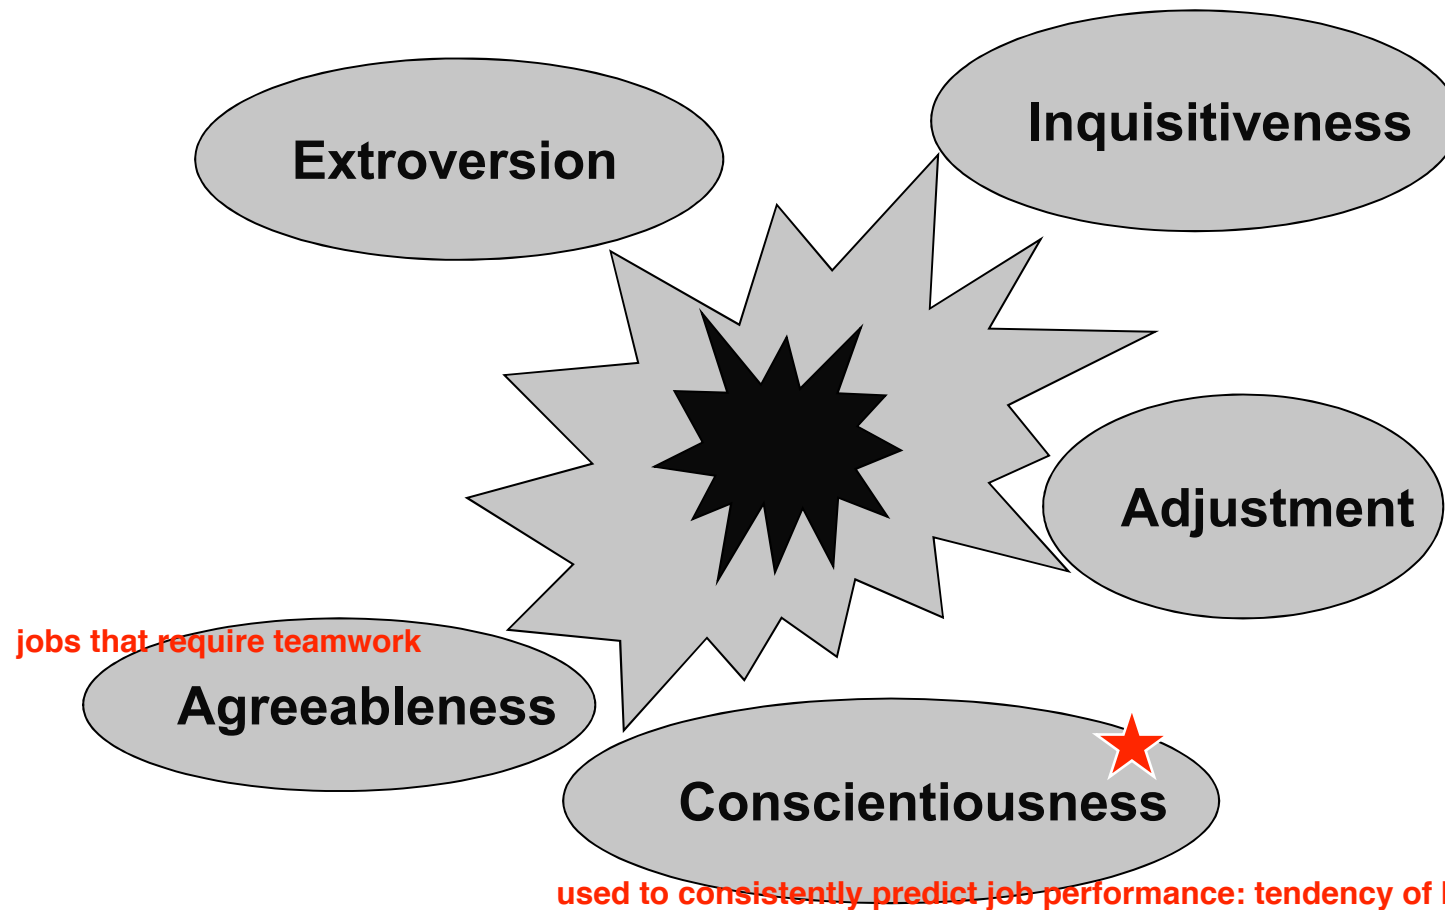 Inquisitiveness
Extroversion
Adjustment
jobs that require teamwork
Agreeableness
Conscientiousness
used to consistently predict job performance: tendency of